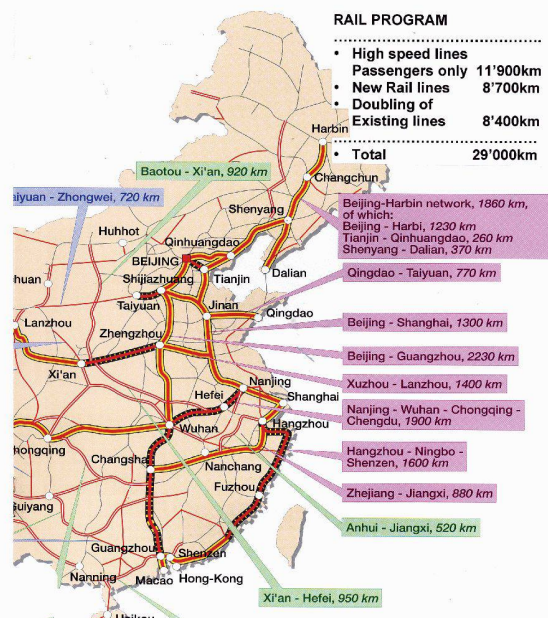 RAIL PROGRAM
• High speed lines
Passengers only 11'900km
• New Rail lines 8'700km
• Doubling of
Existing lines 8'400km
• Total 29'000km
Harbin
Baotou - Xi'an, 920 km
Changchun
aiyuan - Zhongwei, 720 km
Shenyang
Beijing-Harbin network, 1860 km,
of which:
Beijing - Harbi, 1230 km
Tianjin - Qinhuangdao, 260 km
Shenyang - Dalian, 370 km
Huhhot
Qinhuangdao
BEIJING
Dalian
Qingdao - Taiyuan, 770 km
huan
Shijiazhuang
Tianjin
Taiyuan
Jinan
Qingdao
Beijing - Shanghai, 1300 km
Lanzhou
Zhengzhou
Beijing - Guangzhou, 2230 km
Xi'an
Nanjing
Xuzhou - Lanzhou, 1400 km
Hefei
Shanghai
Nanjing - Wuhan - Chongqing -
Chengdu, 1900 km
Wuhan
Hangzhou
hongqing
Hangzhou - Ningbo -
Shenzen, 1600 km
Changsha
Nanchang
Fuzhou
Zhejiang - Jiangxi, 880 km
Guiyang
Anhui - Jiangxi, 520 km
Guangzhou
Shenzen
Nanning
Macao
Hong-Kong
Xi'an - Hefei, 950 km